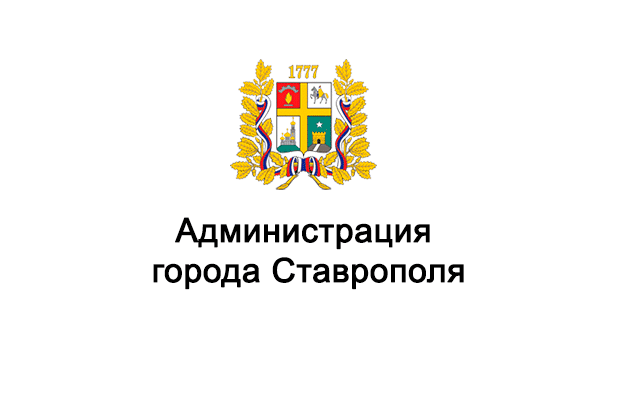 1777
Администрация
города Ставрополя